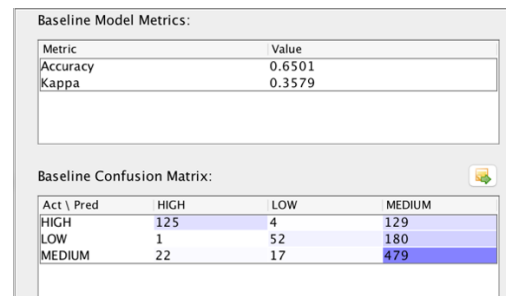 Baseline Model Metrics:
Metric Value
Accuracy 0.6501
Kappa 0.3579
Baseline Confusion Matrix:
Act \ Pred HIGH LOW MEDIUM
HIGH 125 4 129
LOW 1 52 180
MEDIUM 22 17 479